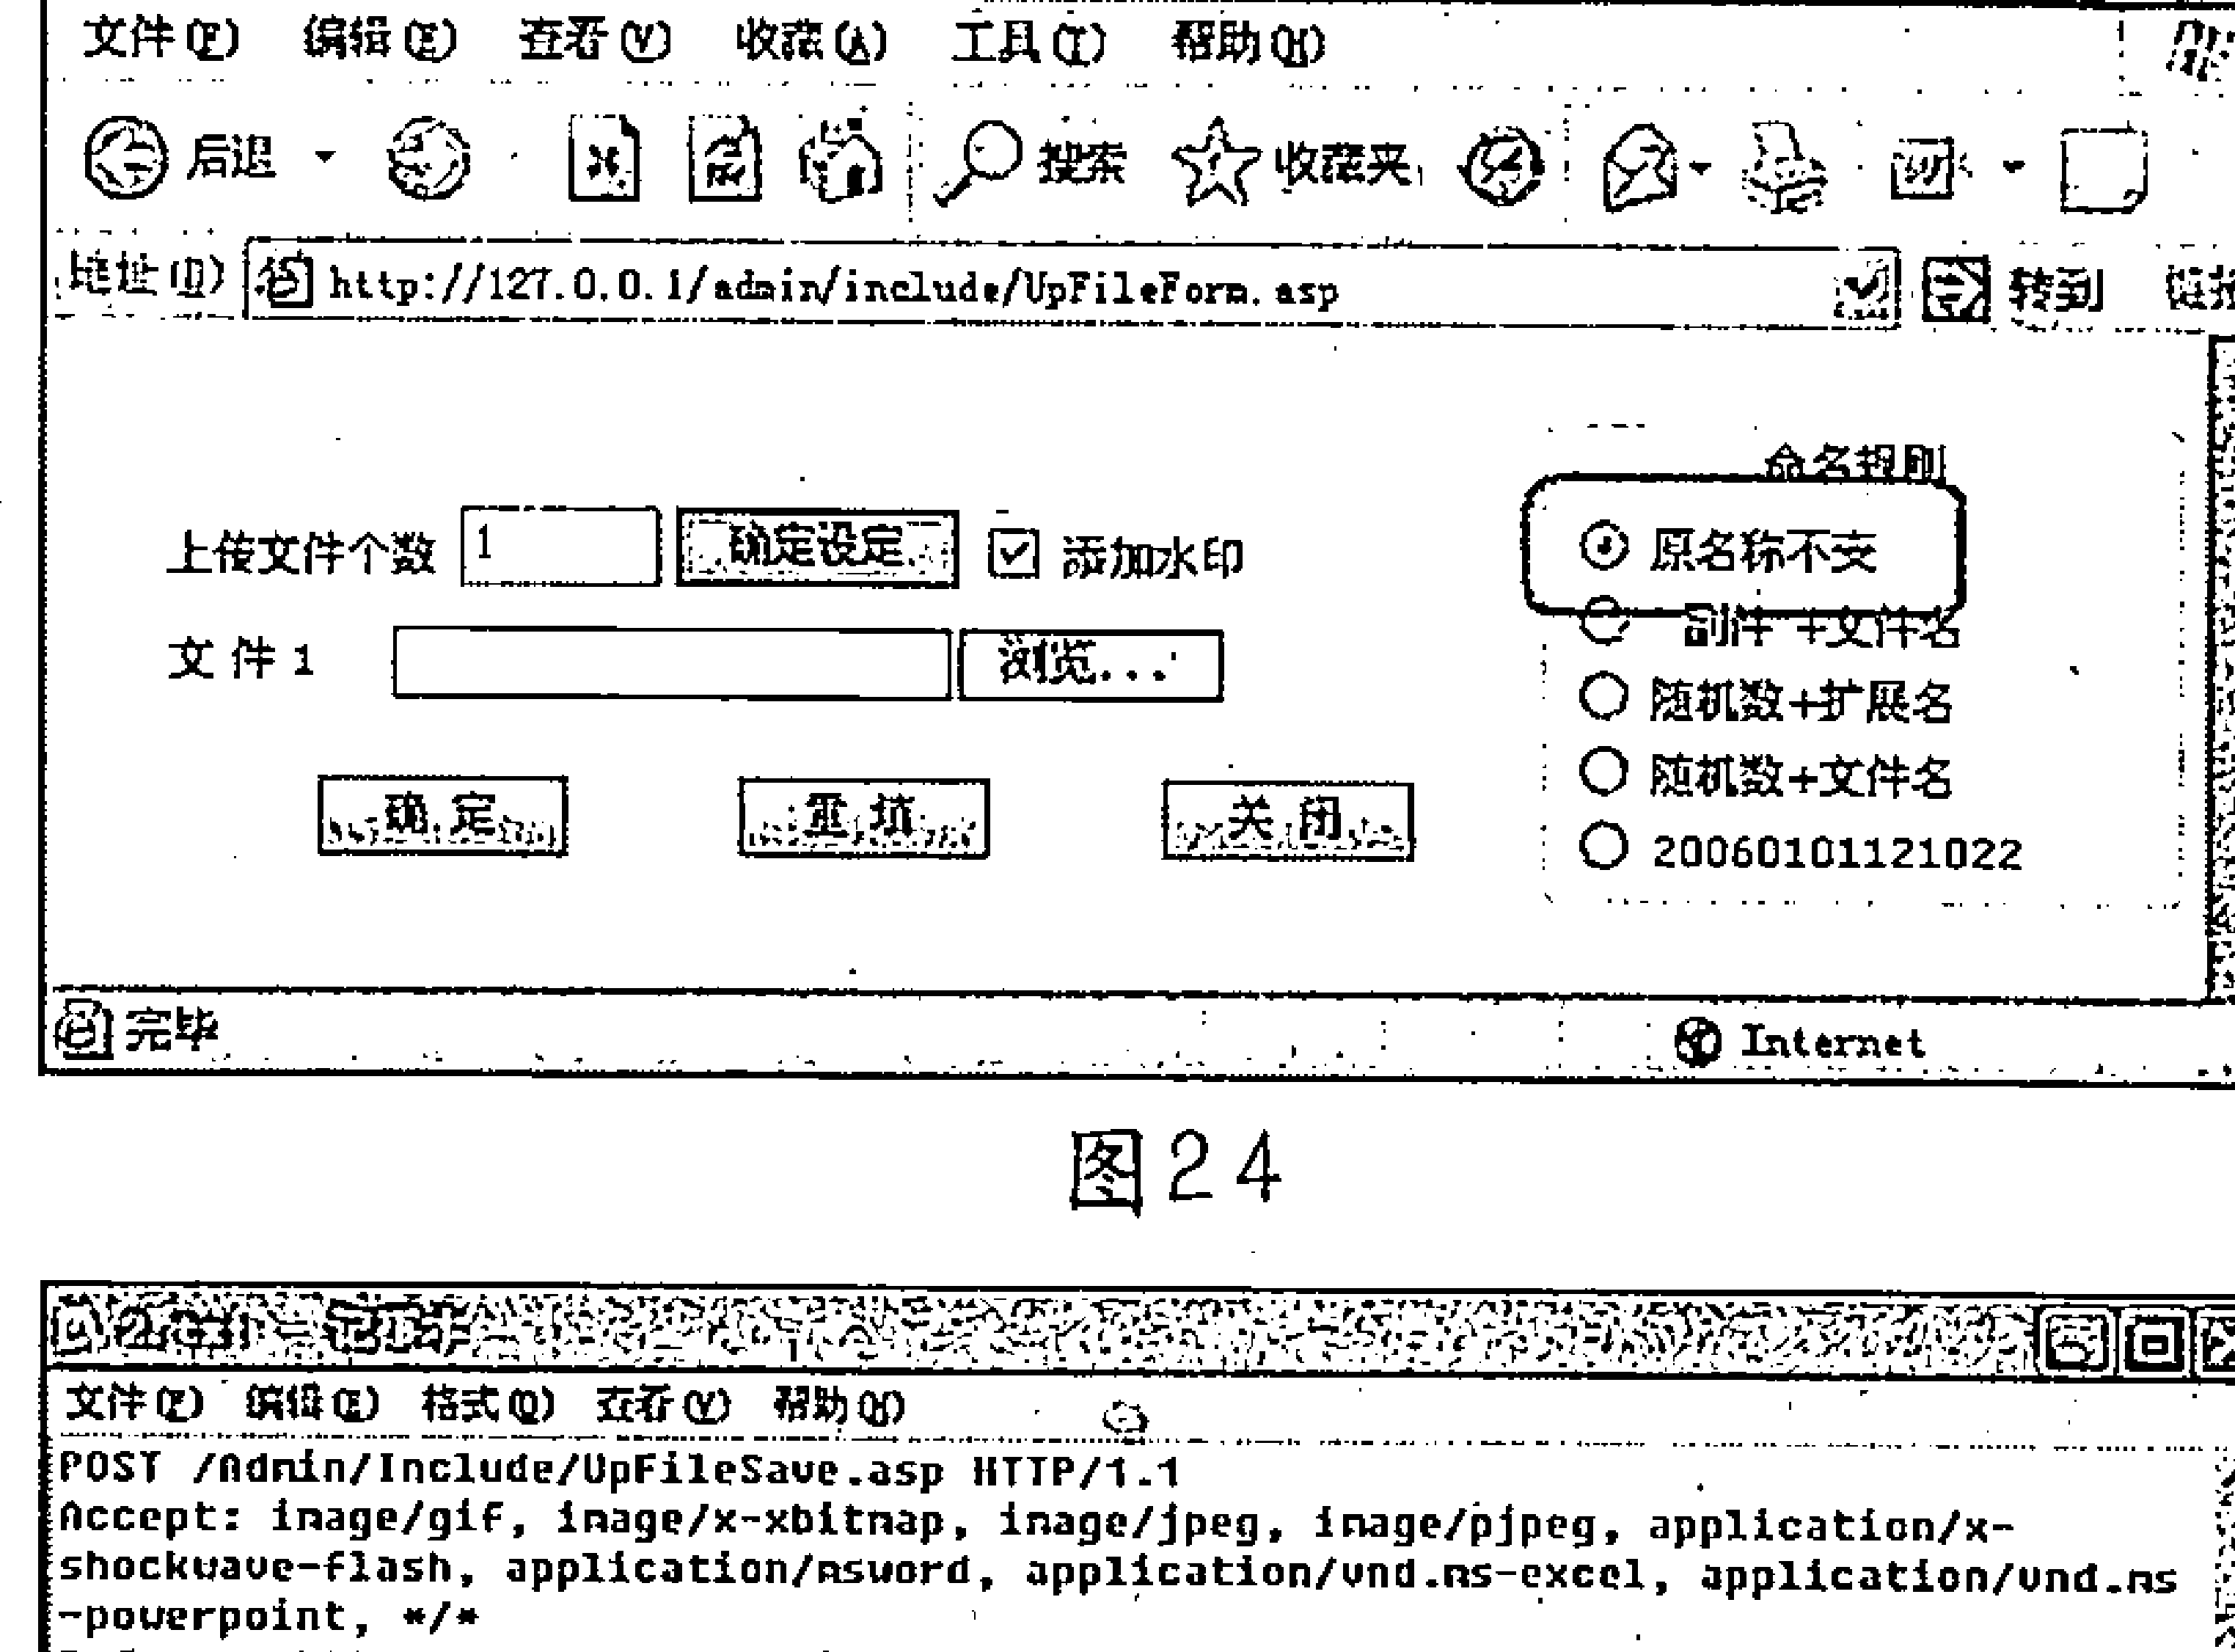 文件(F) 编辑(E) 查看(V) 收藏(A) 工具(T) 帮助(H)
后退 搜索 收藏夹
地址(D) http://127.0.0.1/admin/include/UpFileForm.asp 转到
命名规则
上传文件个数 1 确定设定 添加水印 原名称不变
副件 +文件名
文 件 1 浏览...
随机数+扩展名
随机数+文件名
确 定 重 填 关 闭
20060101121022
完毕 Internet
图24
记事本
文件(F) 编辑(E) 格式(O) 查看(V) 帮助(H)
POST /Admin/Include/UpFileSave.asp HTTP/1.1
Accept: image/gif, image/x-xbitmap, image/jpeg, image/pjpeg, application/x-
shockwave-flash, application/msword, application/vnd.ms-excel, application/vnd.ms
-powerpoint, */*